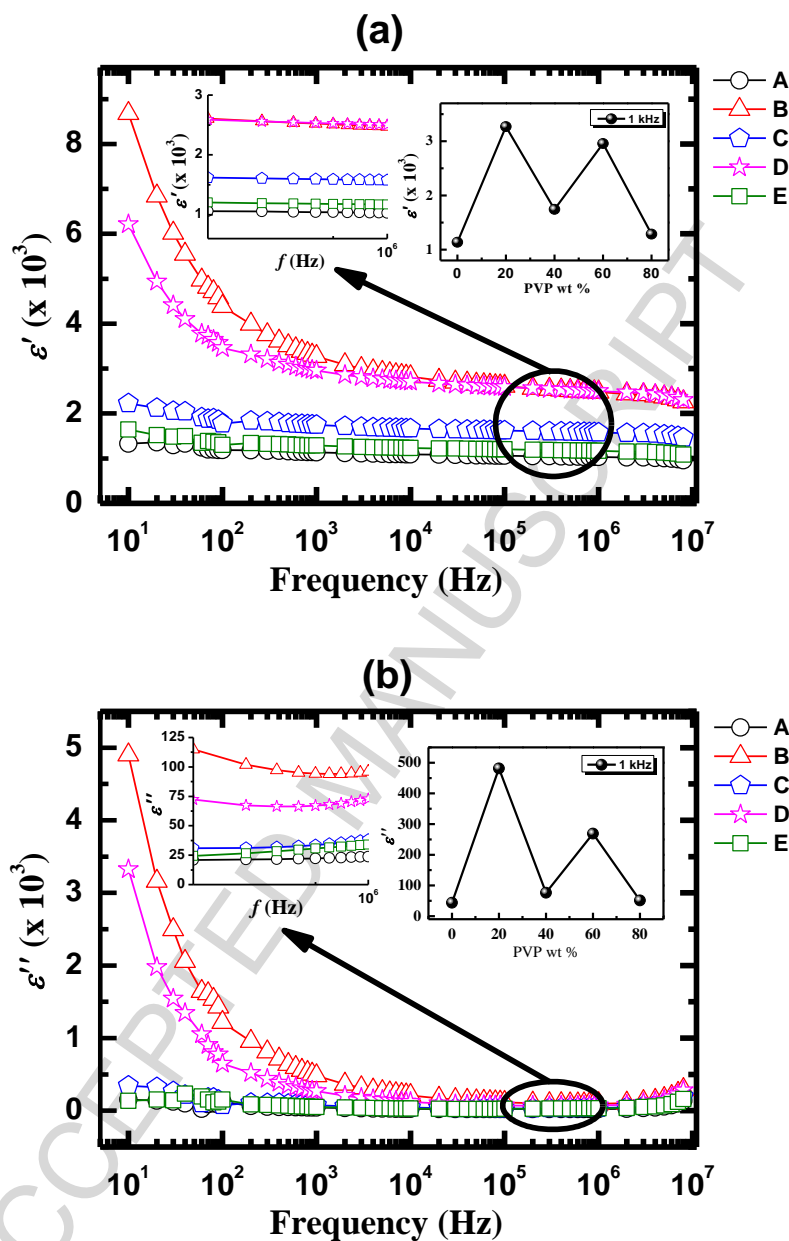 (a)
A
B
C
D
E
8
6
4
2
0
ε′ (x 10³)
10¹ 10² 10³ 10⁴ 10⁵ 10⁶ 10⁷
Frequency (Hz)
3
2
1
ε′ (x 10³)
10⁶
f (Hz)
1 kHz
3
2
1
ε′ (x 10³)
0 20 40 60 80
PVP wt %
(b)
A
B
C
D
E
5
4
3
2
1
0
ε′′ (x 10³)
10¹ 10² 10³ 10⁴ 10⁵ 10⁶ 10⁷
Frequency (Hz)
125
100
75
50
25
0
ε′′
10⁶
f (Hz)
1 kHz
500
400
300
200
100
0
ε′′
0 20 40 60 80
PVP wt %
CCEPTED MANUSCRIPT